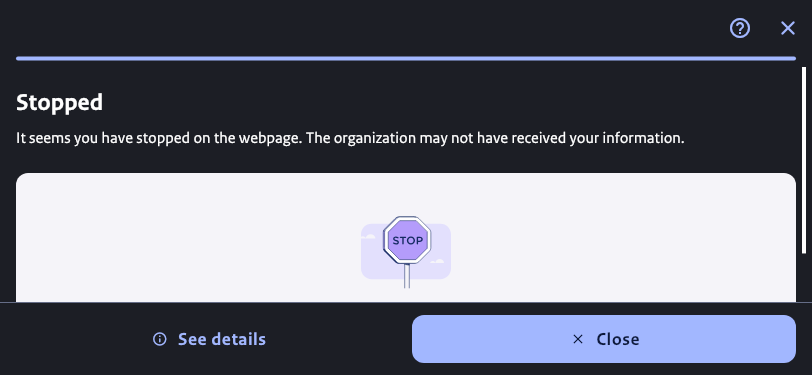 Stopped
It seems you have stopped on the webpage. The organization may not have received your information.
STOP
See details
Close